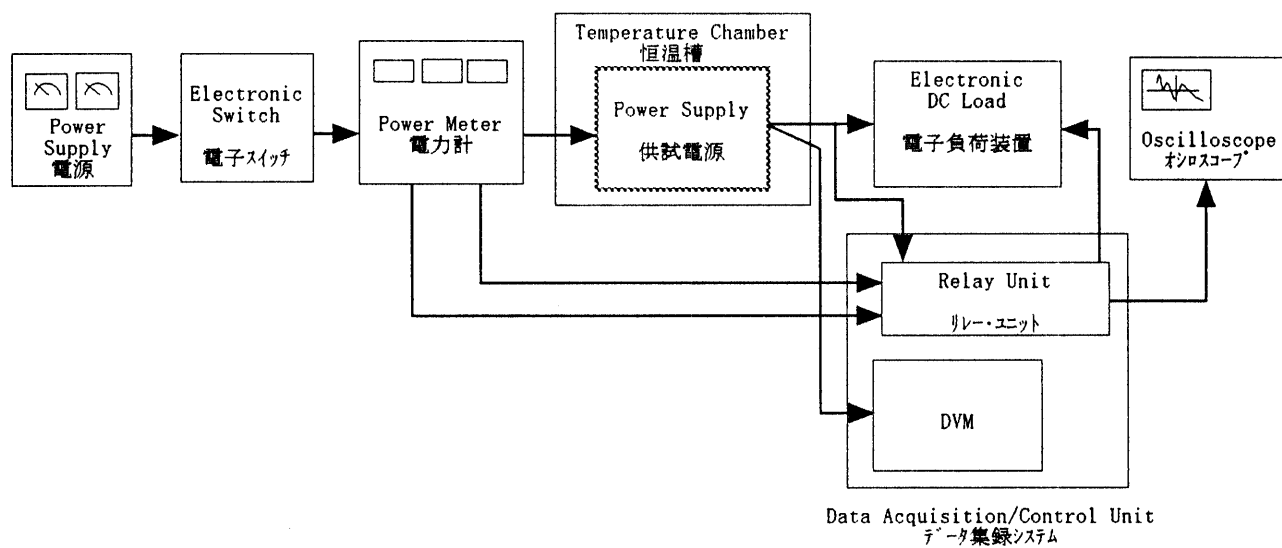 Power
Supply
電源
Electronic
Switch
電子スイッチ
Power Meter
電力計
Temperature Chamber
恒温槽
Power Supply
供試電源
Electronic
DC Load
電子負荷装置
Oscilloscope
オシロスコープ
Relay Unit
リレー・ユニット
DVM
Data Acquisition/Control Unit
データ集録システム